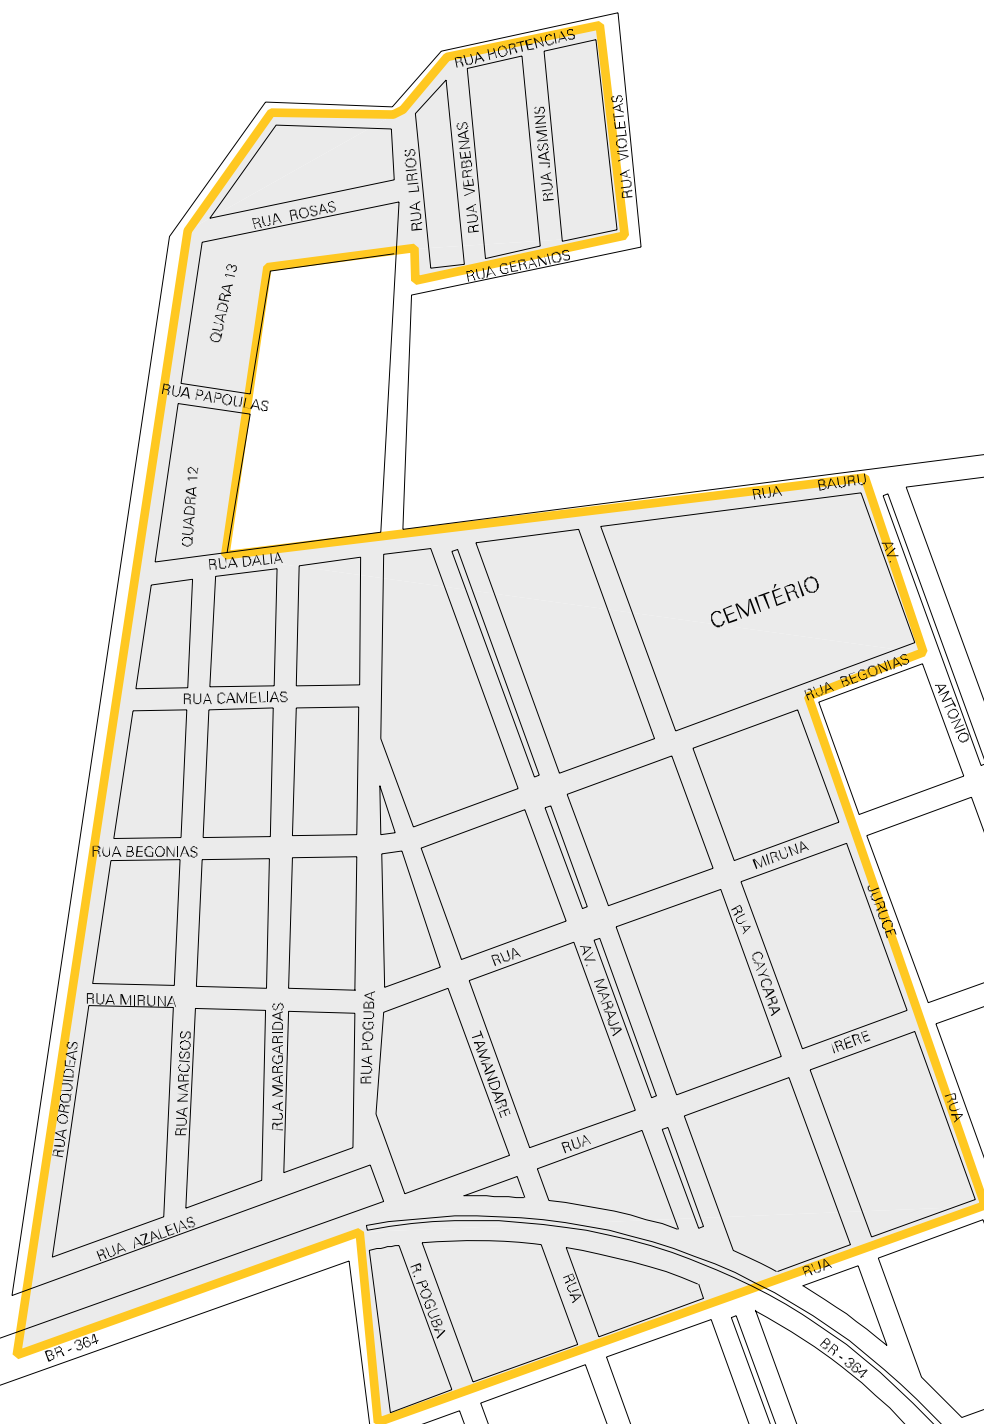 RUA HORTENCIAS
RUA VIOLETAS
RUA JASMINS
RUA VERBENAS
RUA LIRIOS
RUA ROSAS
RUA GERANIOS
QUADRA 13
RUA PAPOULAS
QUADRA 12
RUA BAURU
AV.
RUA DALIA
CEMITÉRIO
RUA BEGONIAS
ANTONIO
RUA CAMELIAS
RUA BEGONIAS
MIRUNA
JURUCE
RUA CAYCARA
RUA
AV. MARAJA
RUA MIRUNA
RUA ORQUIDEAS
RUA NARCISOS
RUA MARGARIDAS
RUA POGUBA
TAMANDARE
IRERE
RUA
RUA
RUA AZALEIAS
RUA
R. POGUBA
RUA
BR - 364
BR - 364